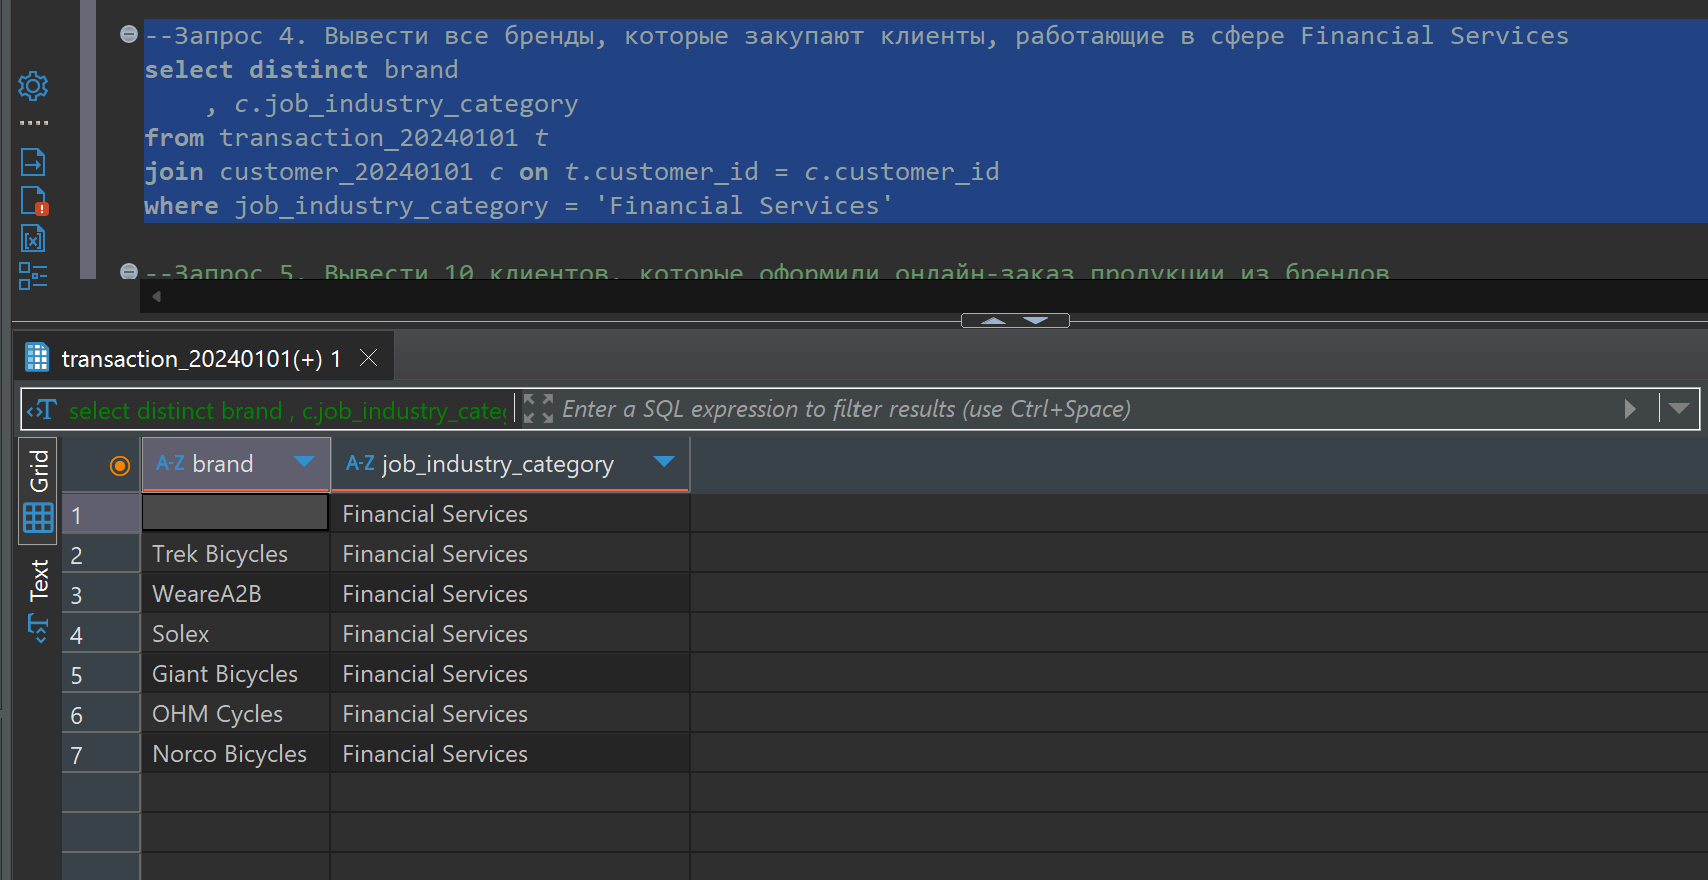 --Запрос 4. Вывести все бренды, которые закупают клиенты, работающие в сфере Financial Services
select distinct brand
, c.job_industry_category
from transaction_20240101 t
join customer_20240101 c on t.customer_id = c.customer_id
where job_industry_category = 'Financial Services'
--Запрос 5. Вывести 10 клиентов, которые оформили онлайн-заказ продукции из брендов
transaction_20240101(+) 1
select distinct brand , c.job_industry_cate
Enter a SQL expression to filter results (use Ctrl+Space)
Grid
Text
A-Z brand A-Z job_industry_category
1 Financial Services
2 Trek Bicycles Financial Services
3 WeareA2B Financial Services
4 Solex Financial Services
5 Giant Bicycles Financial Services
6 OHM Cycles Financial Services
7 Norco Bicycles Financial Services